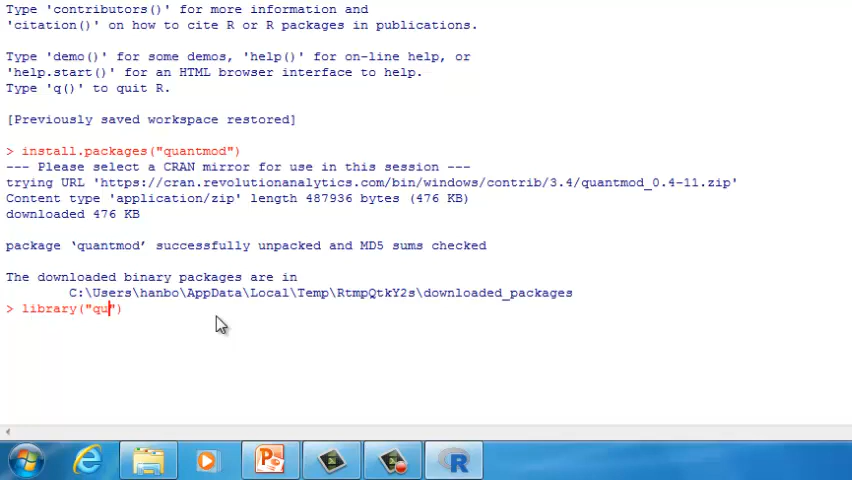 Type 'contributors()' for more information and
'citation()' on how to cite R or R packages in publications.
Type 'demo()' for some demos, 'help()' for on-line help, or
'help.start()' for an HTML browser interface to help.
Type 'q()' to quit R.
[Previously saved workspace restored]
> install.packages("quantmod")
--- Please select a CRAN mirror for use in this session ---
trying URL 'https://cran.revolutionanalytics.com/bin/windows/contrib/3.4/quantmod_0.4-11.zip'
Content type 'application/zip' length 487936 bytes (476 KB)
downloaded 476 KB
package ‘quantmod’ successfully unpacked and MD5 sums checked
The downloaded binary packages are in
C:\Users\hanbo\AppData\Local\Temp\RtmpQtkY2s\downloaded_packages
> library("qu")